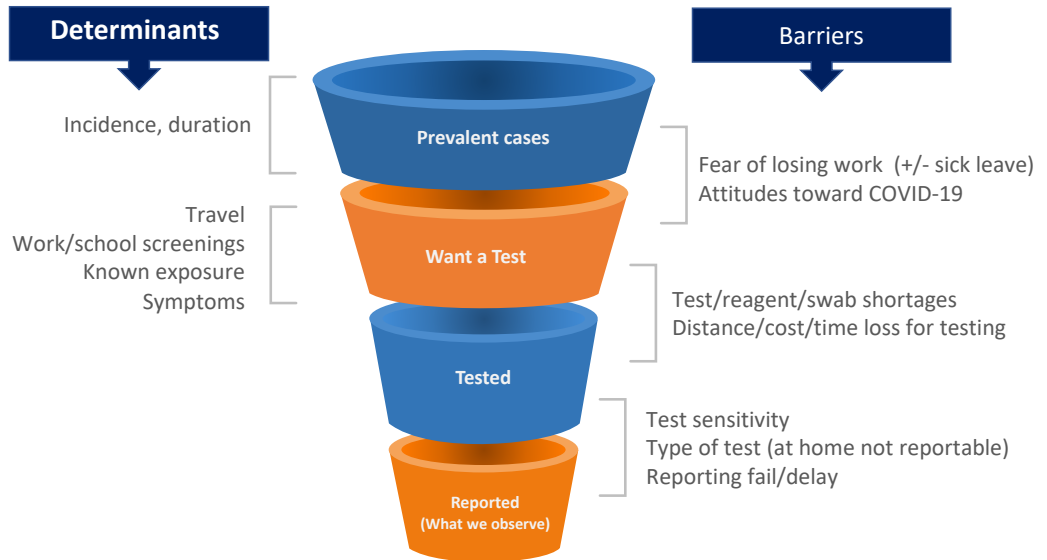 Determinants
Barriers
Incidence, duration
Prevalent cases
Fear of losing work (+/- sick leave)
Attitudes toward COVID-19
Travel
Work/school screenings
Known exposure
Symptoms
Want a Test
Test/reagent/swab shortages
Distance/cost/time loss for testing
Tested
Test sensitivity
Type of test (at home not reportable)
Reporting fail/delay
Reported
(What we observe)